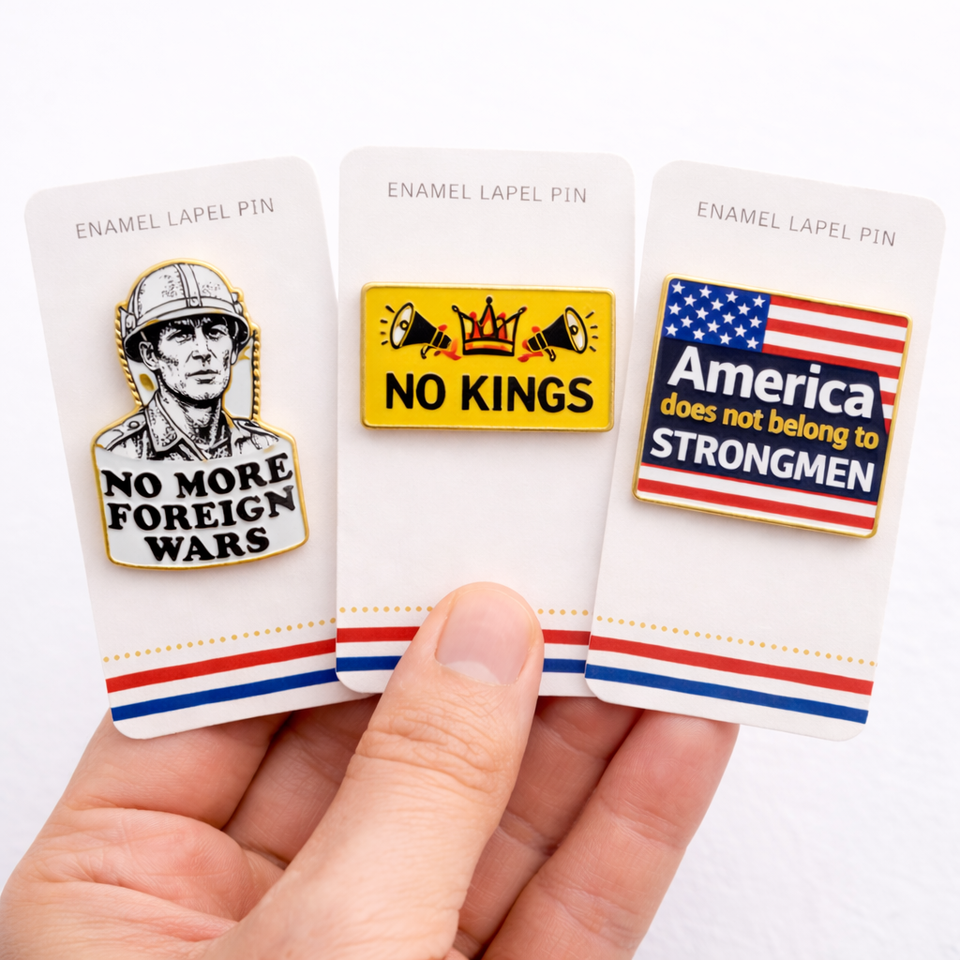 ENAMEL LAPEL PIN
NO MORE
FOREIGN
WARS
ENAMEL LAPEL PIN
NO KINGS
ENAMEL LAPEL PIN
America
does not belong to
STRONGMEN